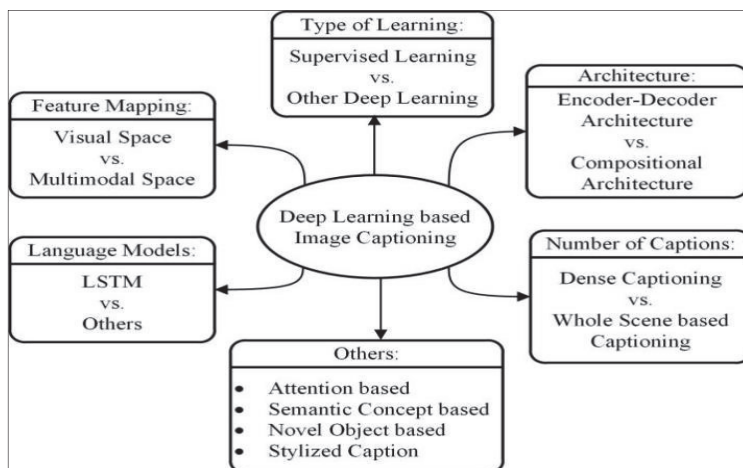 Type of Learning:
Supervised Learning
vs.
Other Deep Learning
Feature Mapping:
Visual Space
vs.
Multimodal Space
Architecture:
Encoder-Decoder
Architecture
vs.
Compositional
Architecture
Deep Learning based
Image Captioning
Language Models:
LSTM
vs.
Others
Number of Captions:
Dense Captioning
vs.
Whole Scene based
Captioning
Others:
• Attention based
• Semantic Concept based
• Novel Object based
• Stylized Caption